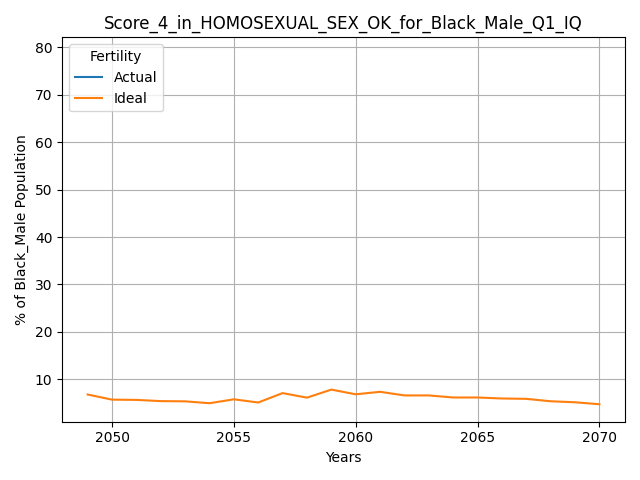 Score_4_in_HOMOSEXUAL_SEX_OK_for_Black_Male_Q1_IQ
Fertility
Actual
Ideal
% of Black_Male Population
80
70
60
50
40
30
20
10
2050 2055 2060 2065 2070
Years